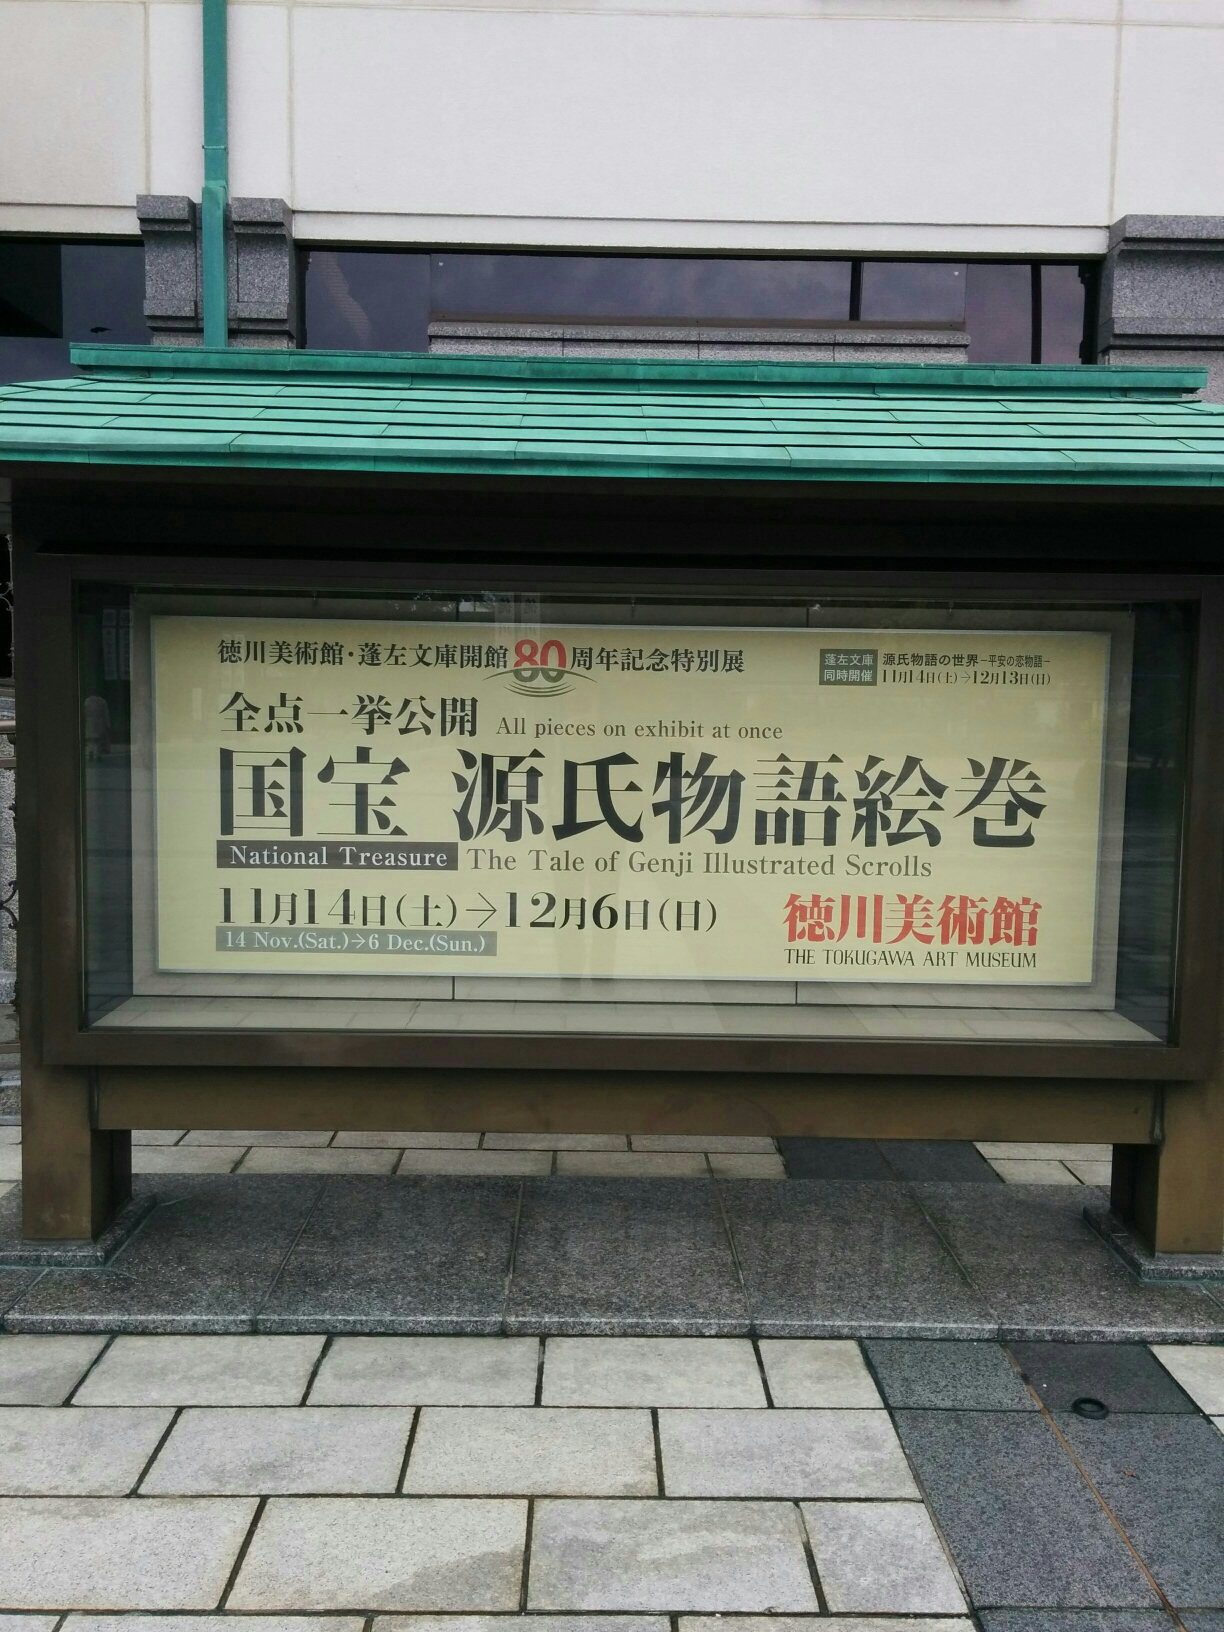 徳川美術館・蓬左文庫開館80周年記念特別展
蓬左文庫
同時開催
源氏物語の世界－平安の恋物語－
11月14日(土)→12月13日(日)
全点一挙公開 All pieces on exhibit at once
国宝 源氏物語絵巻
National Treasure The Tale of Genji Illustrated Scrolls
11月14日(土)→12月6日(日)
14 Nov.(Sat.)→6 Dec.(Sun.)
徳川美術館
THE TOKUGAWA ART MUSEUM